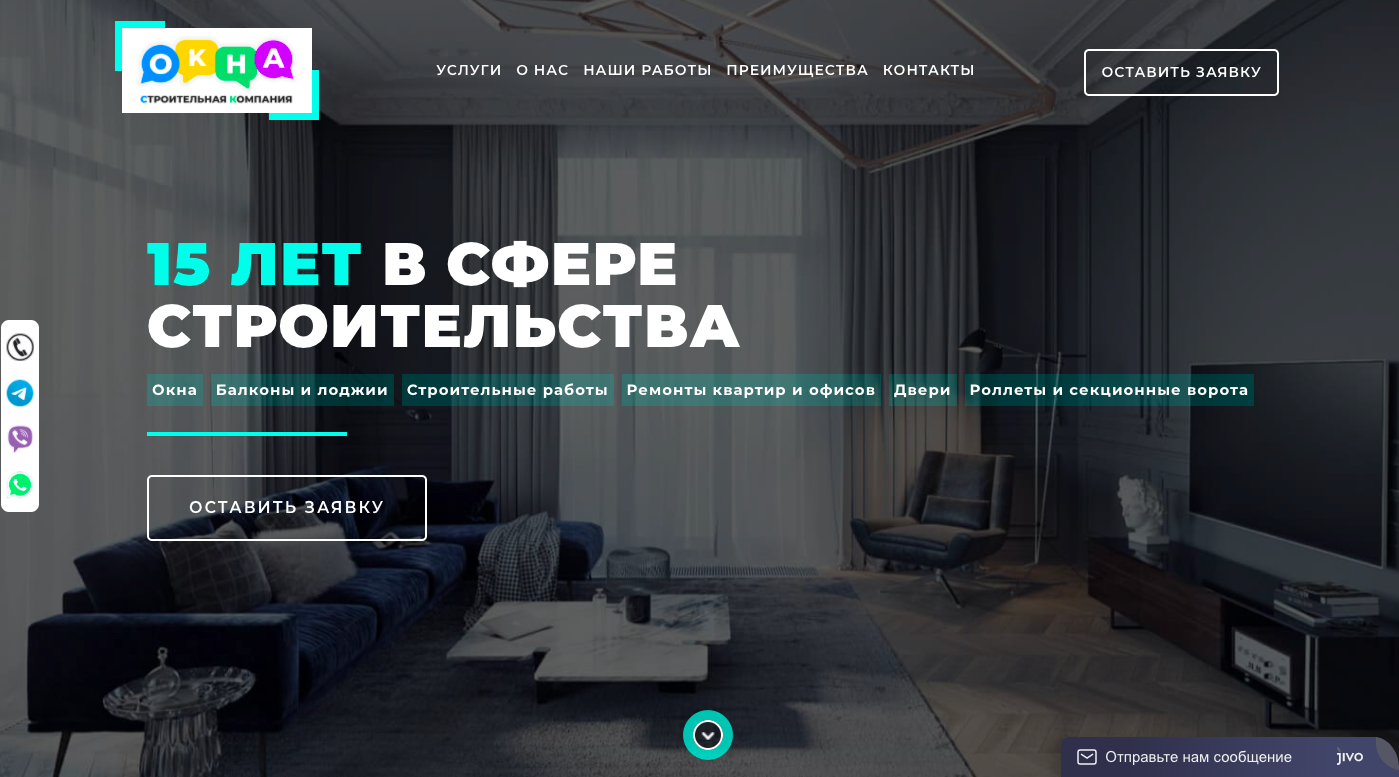 ОКНА
СТРОИТЕЛЬНАЯ КОМПАНИЯ
УСЛУГИ О НАС НАШИ РАБОТЫ ПРЕИМУЩЕСТВА КОНТАКТЫ
ОСТАВИТЬ ЗАЯВКУ
15 ЛЕТ В СФЕРЕ
СТРОИТЕЛЬСТВА
Окна Балконы и лоджии Строительные работы Ремонты квартир и офисов Двери Роллеты и секционные ворота
ОСТАВИТЬ ЗАЯВКУ
Отправьте нам сообщение jivo